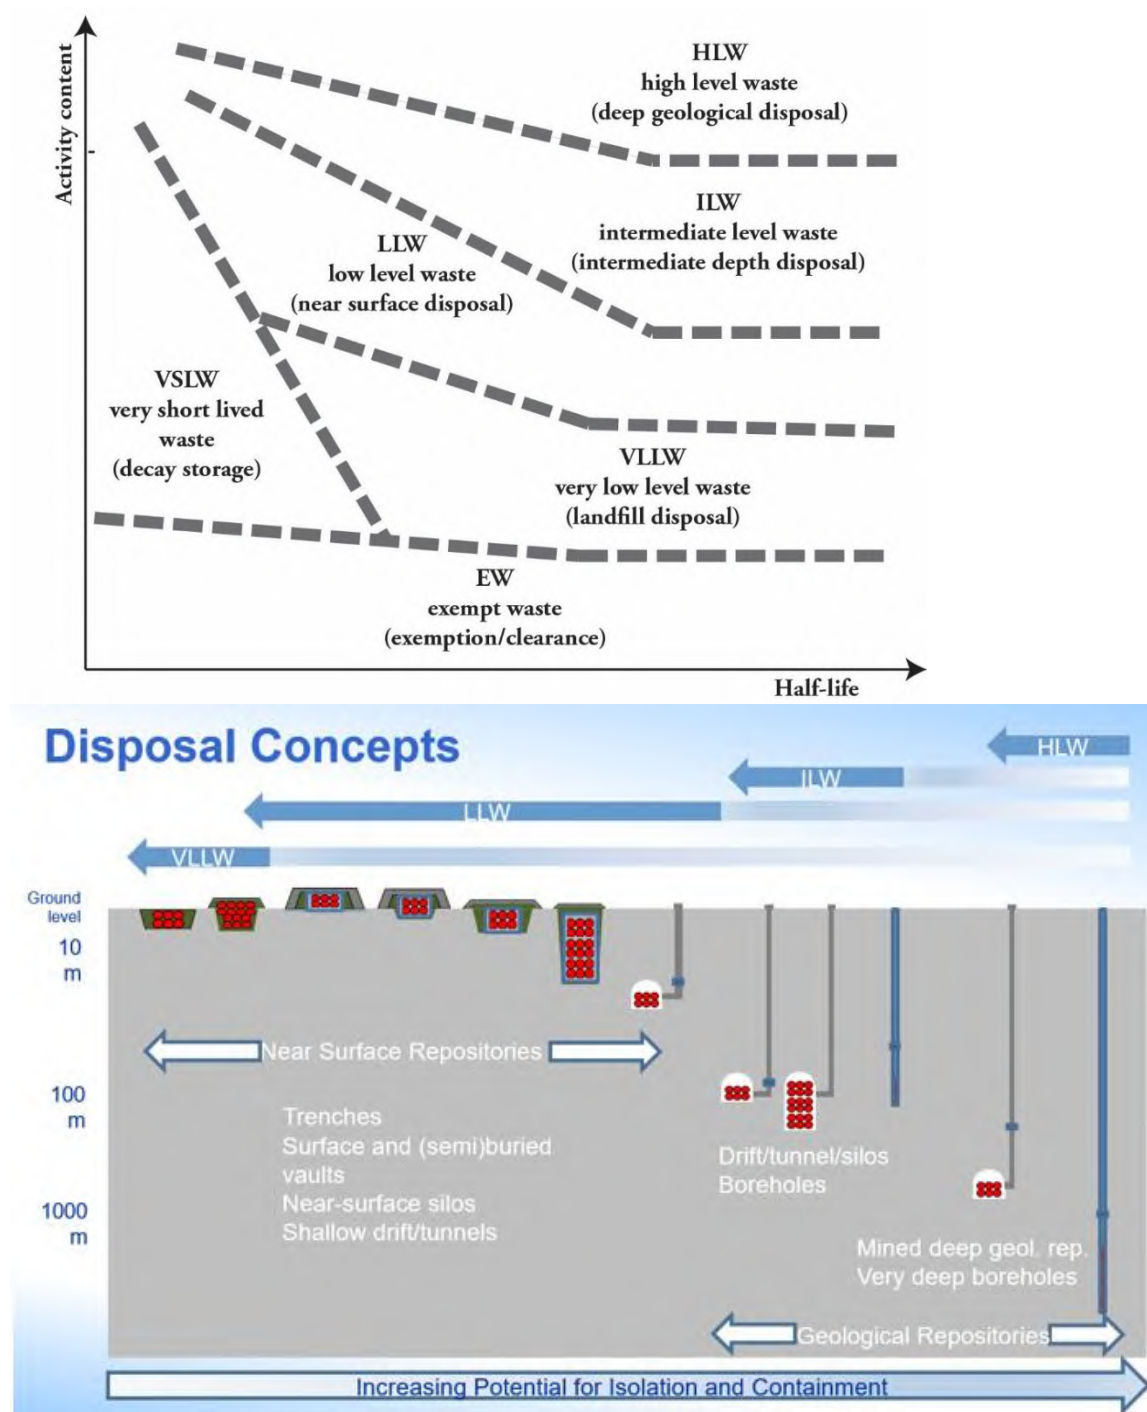 Activity content
HLW
high level waste
(deep geological disposal)
ILW
intermediate level waste
(intermediate depth disposal)
LLW
low level waste
(near surface disposal)
VSLW
very short lived
waste
(decay storage)
VLLW
very low level waste
(landfill disposal)
EW
exempt waste
(exemption/clearance)
Half-life
Disposal Concepts
HLW
ILW
LLW
VLLW
Ground
level
10
m
100
m
1000
m
Near Surface Repositories
Trenches
Surface and (semi)buried
vaults
Near-surface silos
Shallow drift/tunnels
Drift/tunnel/silos
Boreholes
Mined deep geol. rep.
Very deep boreholes
Geological Repositories
Increasing Potential for Isolation and Containment